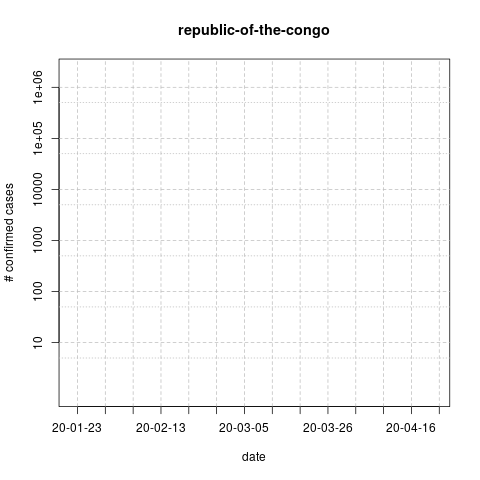 republic-of-the-congo
1e+06
1e+05
10000
1000
100
10
# confirmed cases
20-01-23 20-02-13 20-03-05 20-03-26 20-04-16
date